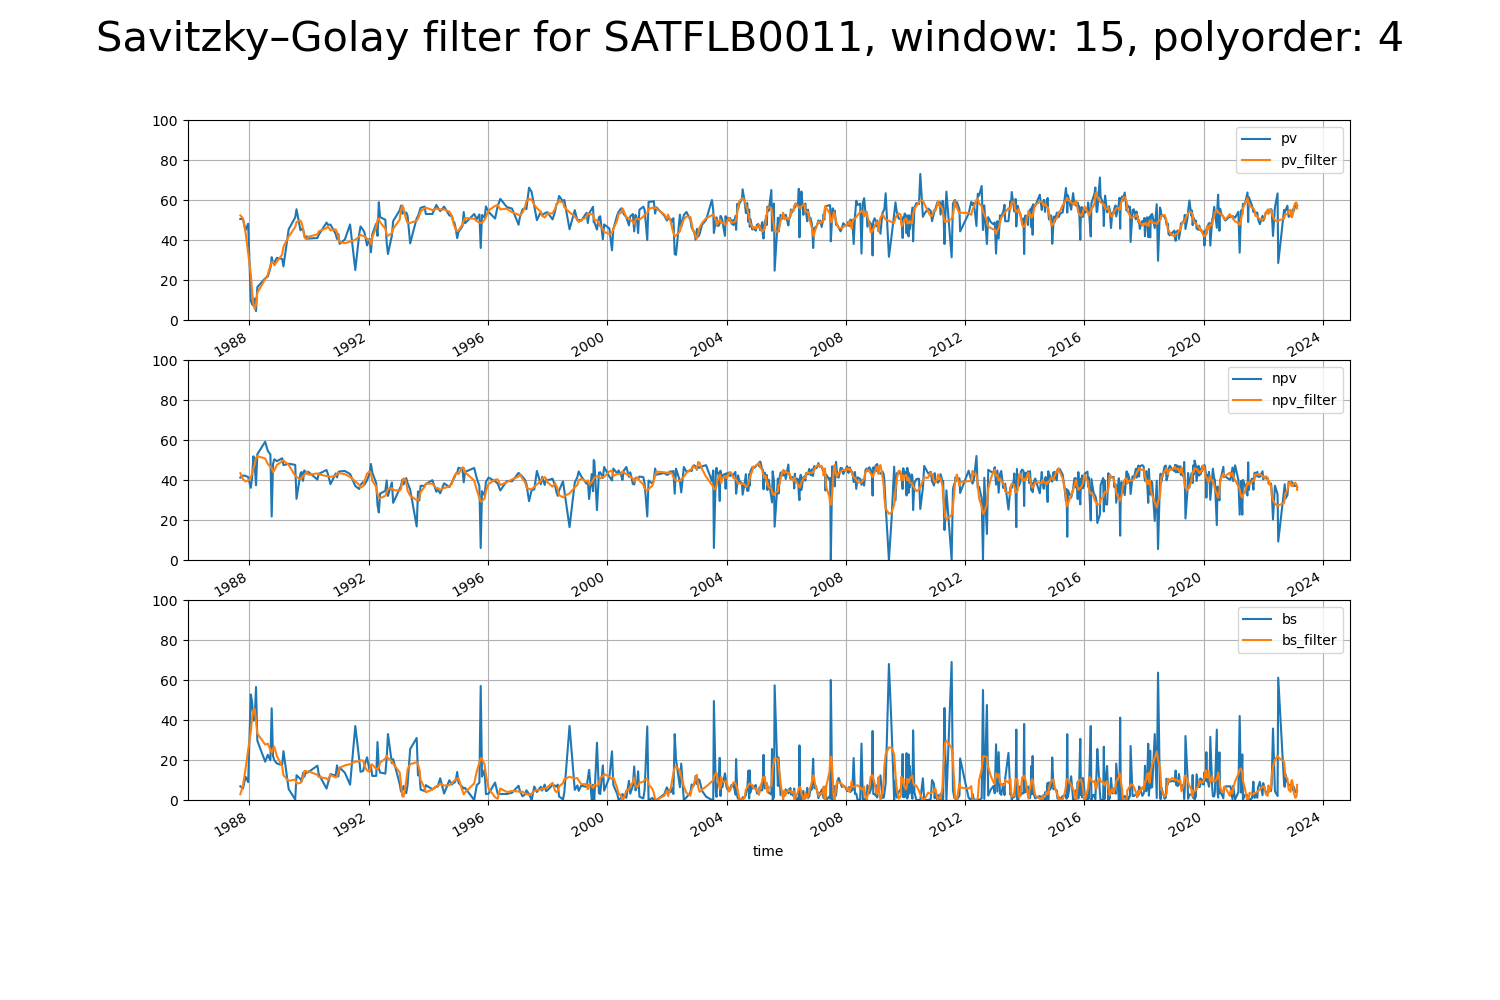 Savitzky–Golay filter for SATFLB0011, window: 15, polyorder: 4
100
80
60
40
20
0
pv
pv_filter
1988 1992 1996 2000 2004 2008 2012 2016 2020 2024
100
80
60
40
20
0
npv
npv_filter
1988 1992 1996 2000 2004 2008 2012 2016 2020 2024
100
80
60
40
20
0
bs
bs_filter
1988 1992 1996 2000 2004 2008 2012 2016 2020 2024
time